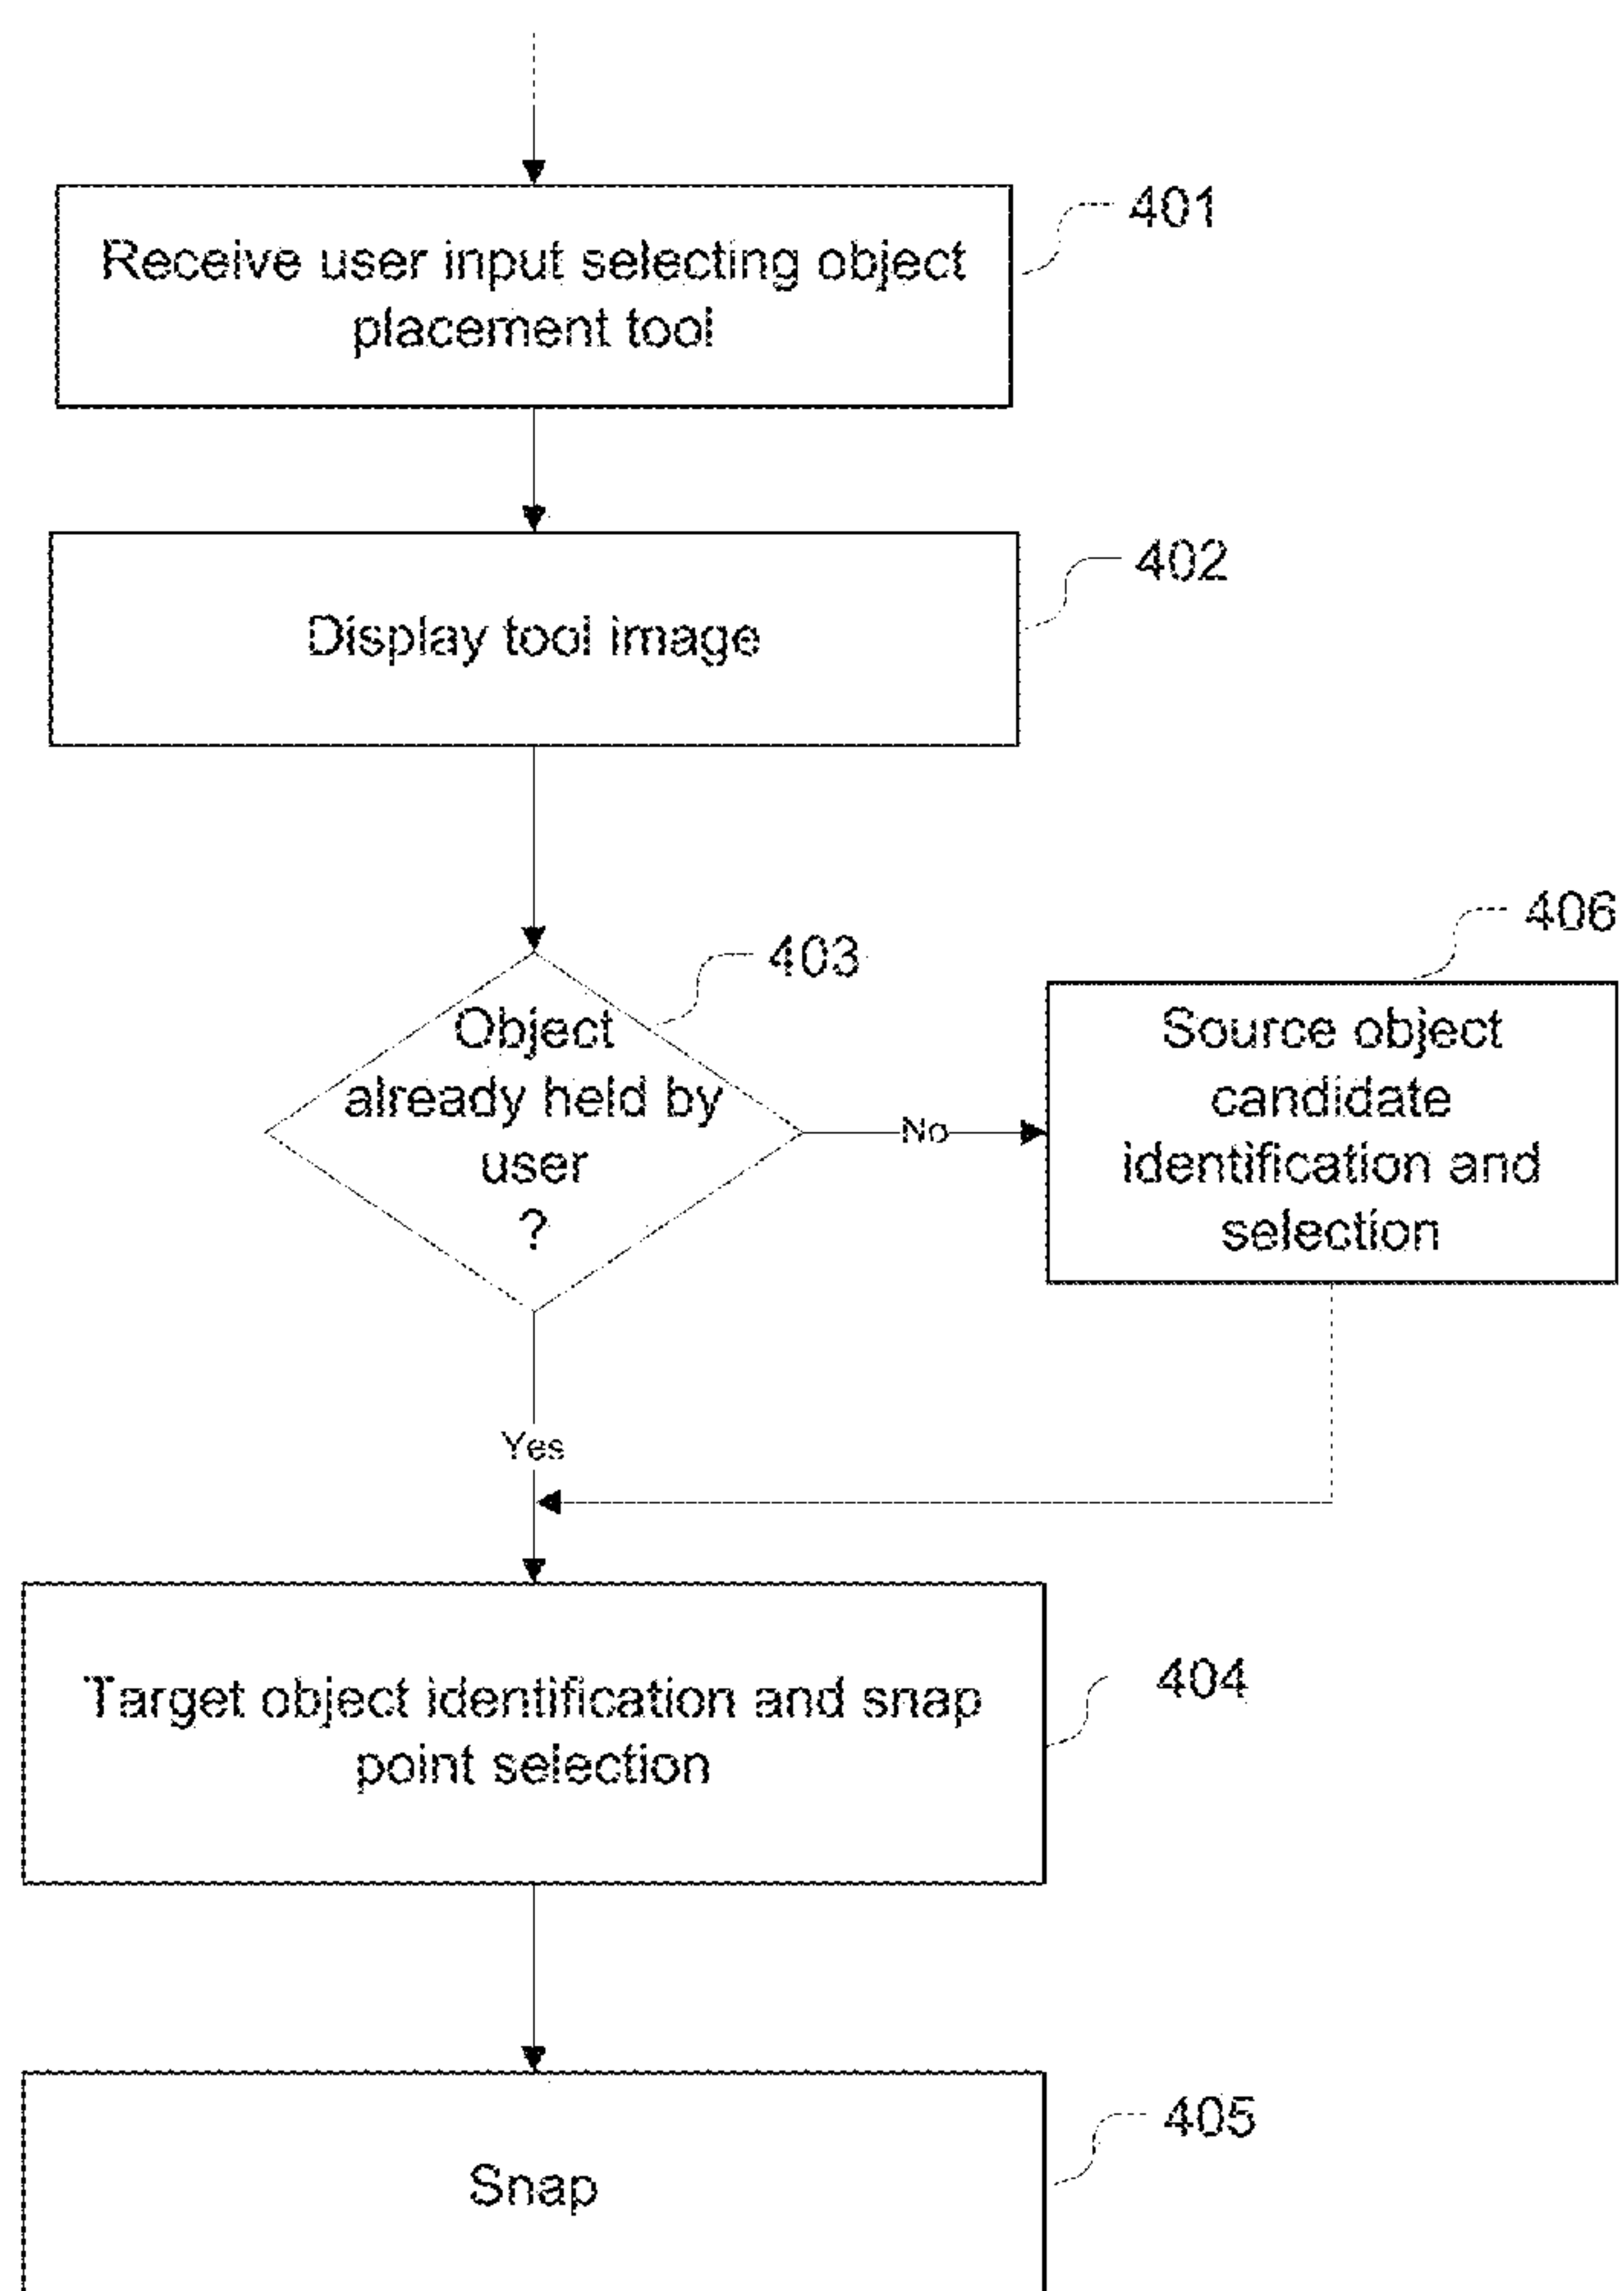 401
Receive user input selecting object
placement tool
402
Display tool image
406
403
Object
already held by
user
?
No
Source object
candidate
identification and
selection
Yes
404
Target object identification and snap
point selection
405
Snap